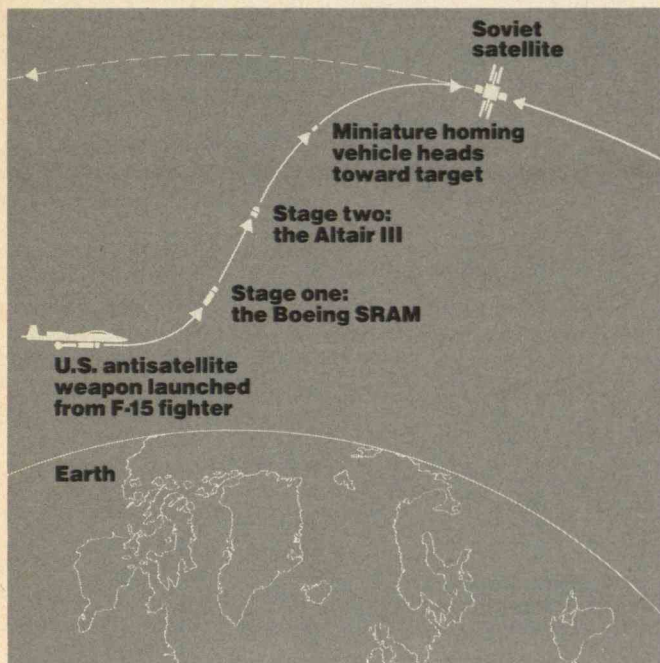 Soviet
satellite
Miniature homing
vehicle heads
toward target
Stage two:
the Altair III
Stage one:
the Boeing SRAM
U.S. antisatellite
weapon launched
from F-15 fighter
Earth